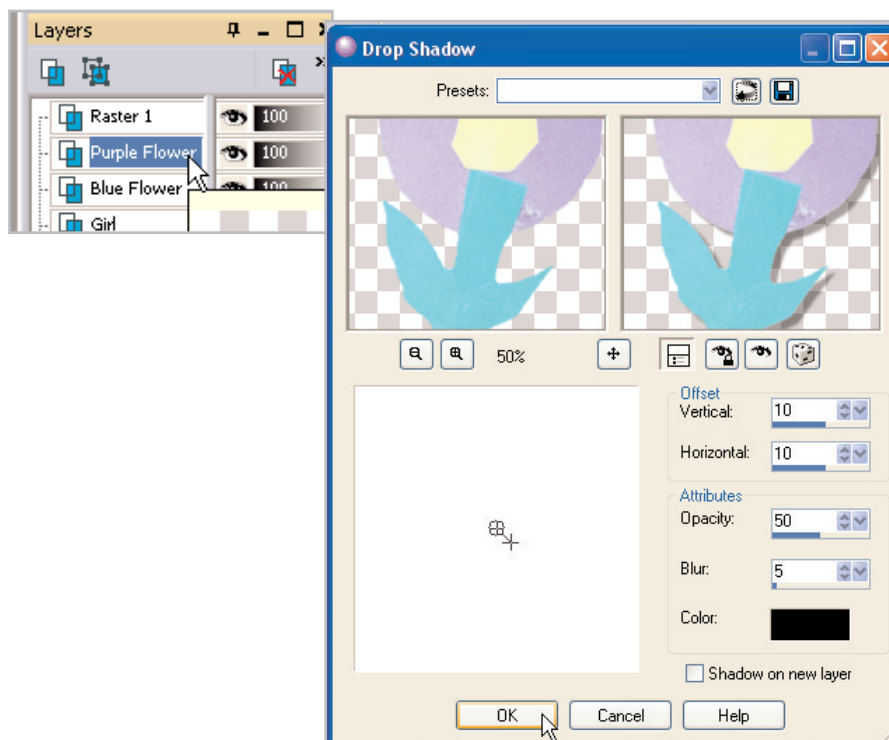 Layers
Raster 1 100
Purple Flower 100
Blue Flower 100
Girl
Drop Shadow
Presets:
50%
Offset
Vertical: 10
Horizontal: 10
Attributes
Opacity: 50
Blur: 5
Color:
Shadow on new layer
OK Cancel Help